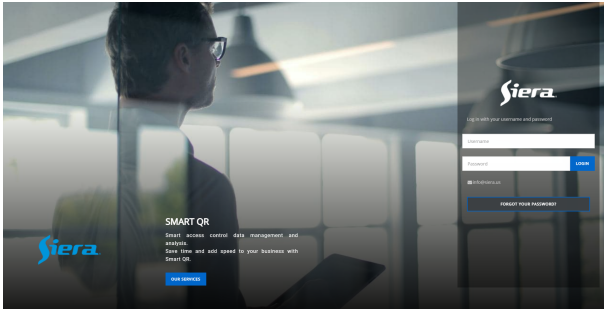 Siera
Log in with your username and password
Username
Password
LOGIN
info@siera.us
FORGOT YOUR PASSWORD?
SMART QR
Smart access control data management and
analysis.
Save time and add speed to your business with
Smart QR.
Siera
OUR SERVICES